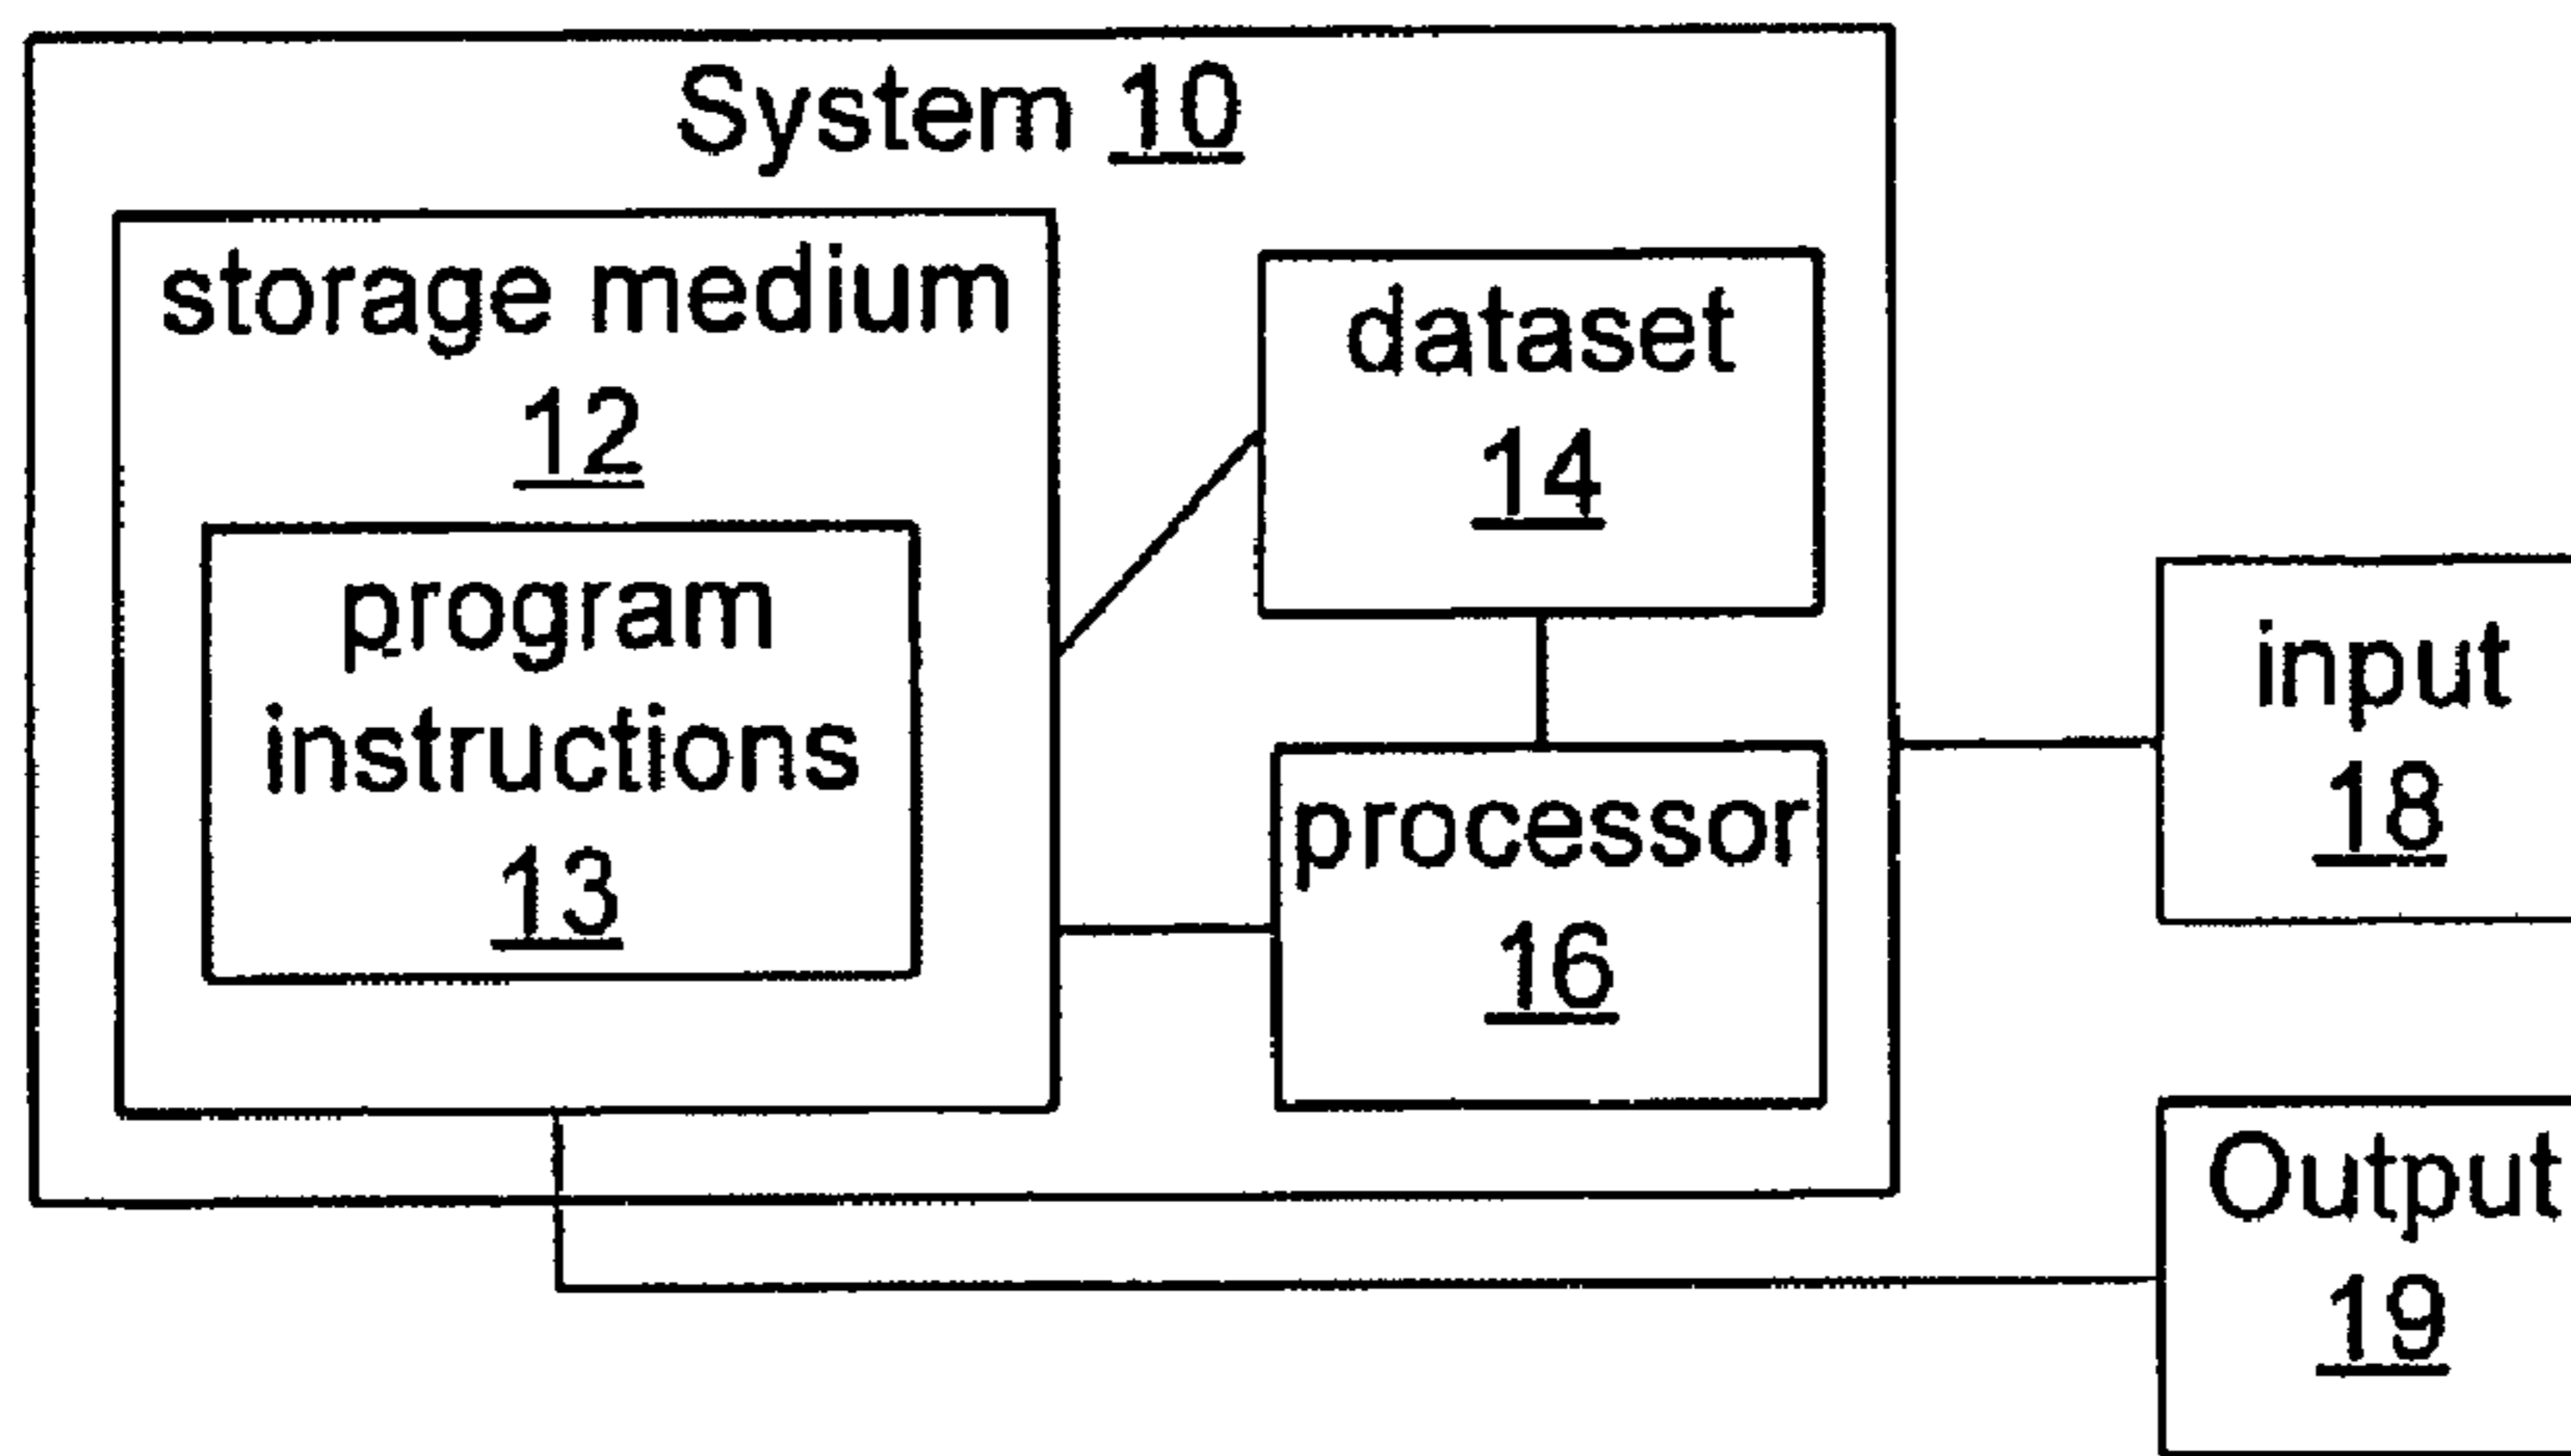 System 10
storage medium
12
program
instructions
13
dataset
14
processor
16
input
18
Output
19